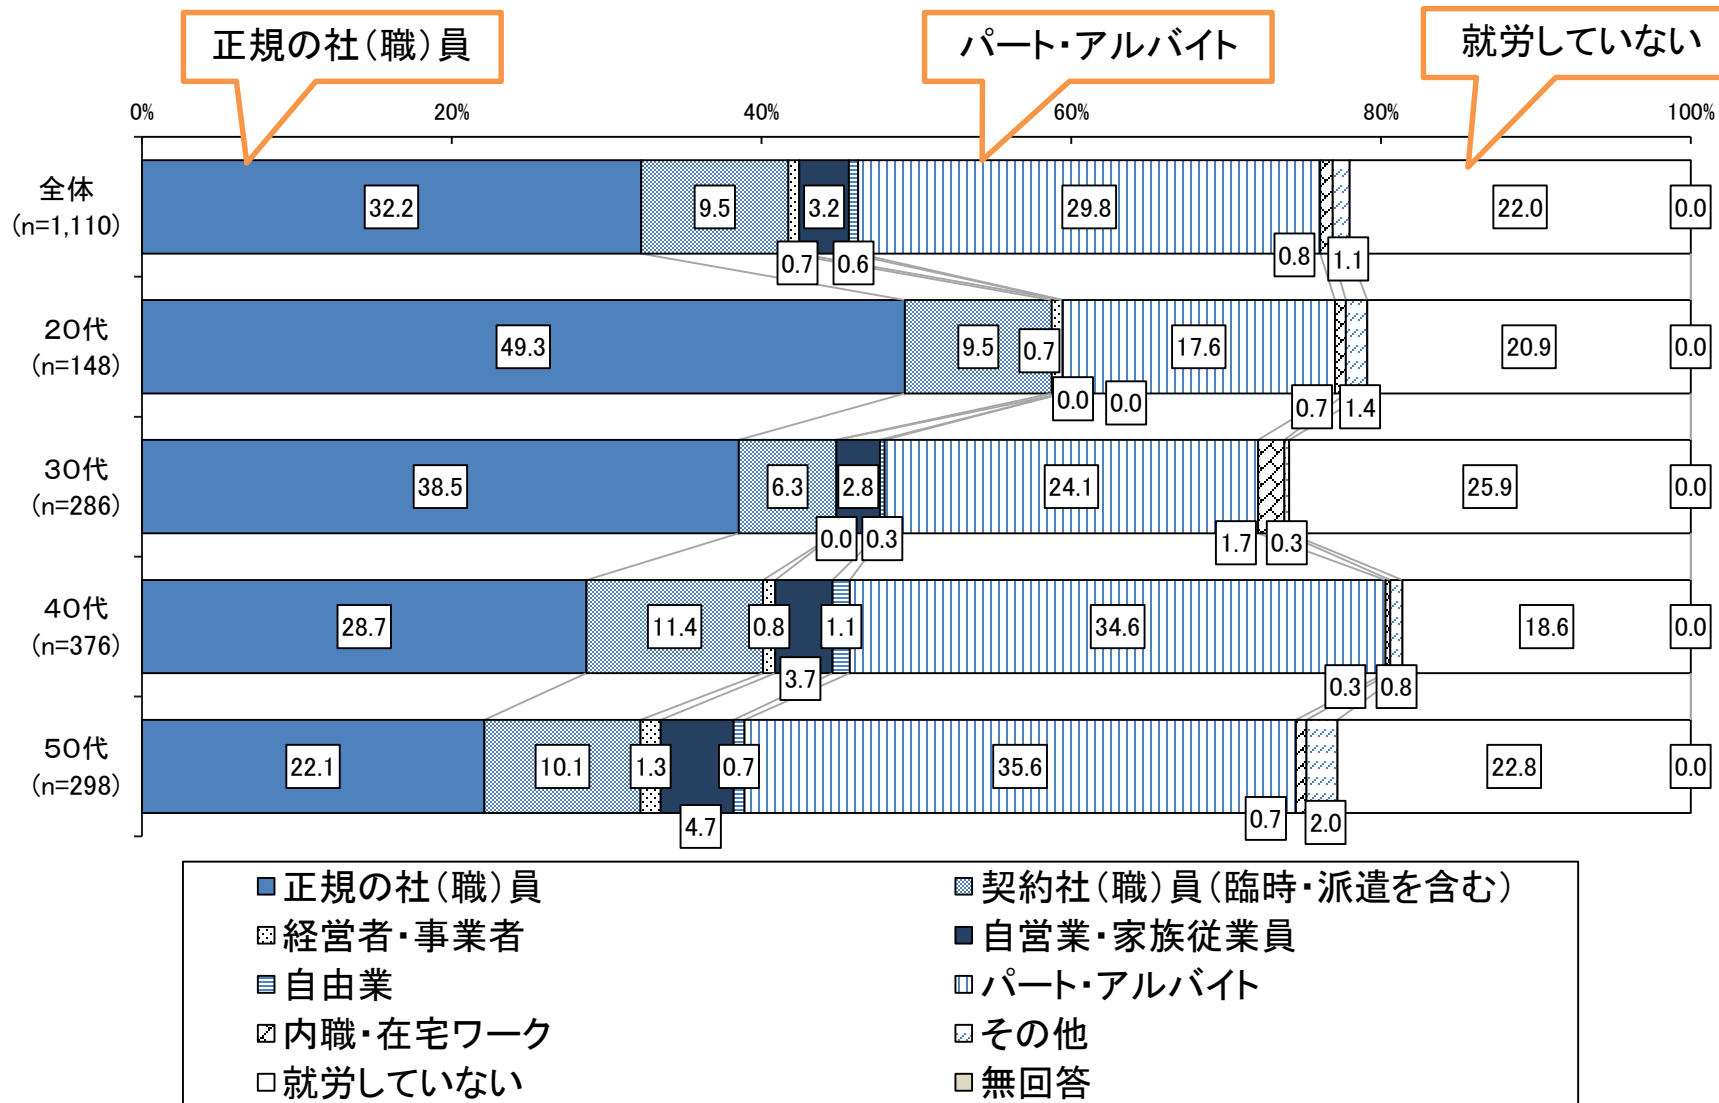 正規の社（職）員
パート・アルバイト
就労していない
0%
20%
40%
60%
80%
100%
全体
(n=1,110)
32.2
9.5
3.2
29.8
22.0
0.0
0.7
0.6
0.8
1.1
20代
(n=148)
49.3
9.5
0.7
17.6
20.9
0.0
0.0
0.0
0.7
1.4
30代
(n=286)
38.5
6.3
2.8
24.1
25.9
0.0
0.0
0.3
1.7
0.3
40代
(n=376)
28.7
11.4
0.8
1.1
34.6
18.6
0.0
3.7
0.3
0.8
50代
(n=298)
22.1
10.1
1.3
0.7
35.6
22.8
0.0
4.7
0.7
2.0
正規の社（職）員
契約社（職）員（臨時・派遣を含む）
経営者・事業者
自営業・家族従業員
自由業
パート・アルバイト
内職・在宅ワーク
その他
就労していない
無回答